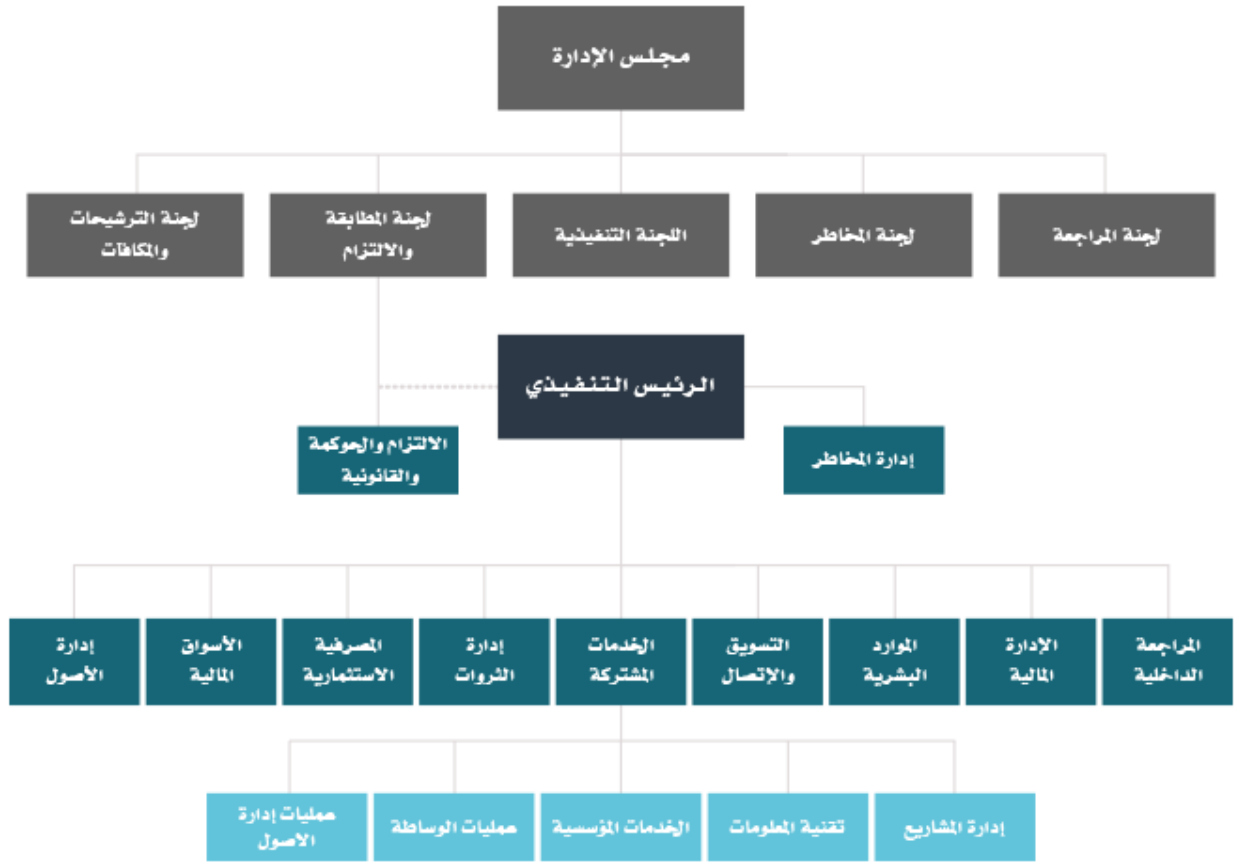 مجلس الإدارة
لجنة المراجعة
لجنة المخاطر
اللجنة التنفيذية
لجنة المطابقة
والالتزام
لجنة الترشيحات
والمكافآت
الرئيس التنفيذي
إدارة المخاطر
الالتزام والحوكمة
والقانونية
المراجعة
الداخلية
الإدارة
المالية
الموارد
البشرية
التسويق
والإتصال
الخدمات
المشتركة
إدارة
الثروات
المصرفية
الاستثمارية
الأسواق
المالية
إدارة
الأصول
إدارة المشاريع
تقنية المعلومات
الخدمات المؤسسية
عمليات الوساطة
عمليات إدارة
الاصول